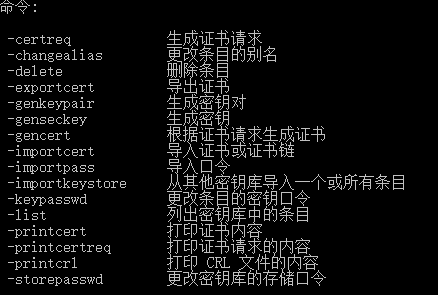 命令:
-certreq 生成证书请求
-changealias 更改条目的别名
-delete 删除条目
-exportcert 导出证书
-genkeypair 生成密钥对
-genseckey 生成密钥
-gencert 根据证书请求生成证书
-importcert 导入证书或证书链
-importpass 导入口令
-importkeystore 从其他密钥库导入一个或所有条目
-keypasswd 更改条目的密钥口令
-list 列出密钥库中的条目
-printcert 打印证书内容
-printcertreq 打印证书请求的内容
-printcrl 打印 CRL 文件的内容
-storepasswd 更改密钥库的存储口令